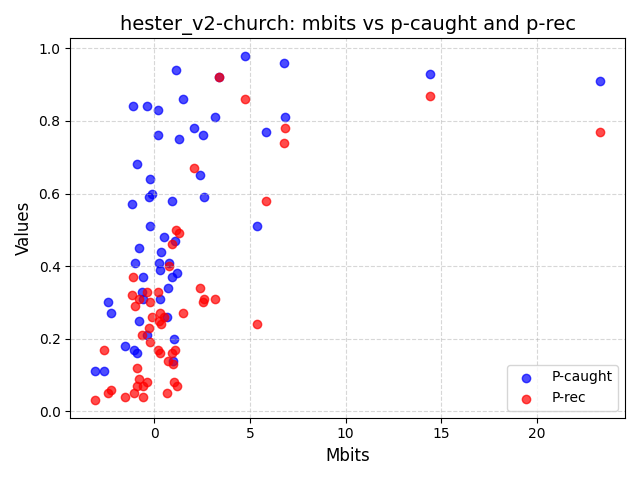 hester_v2-church: mbits vs p-caught and p-rec
1.0
0.8
0.6
0.4
0.2
0.0
Values
0 5 10 15 20
Mbits
P-caught
P-rec